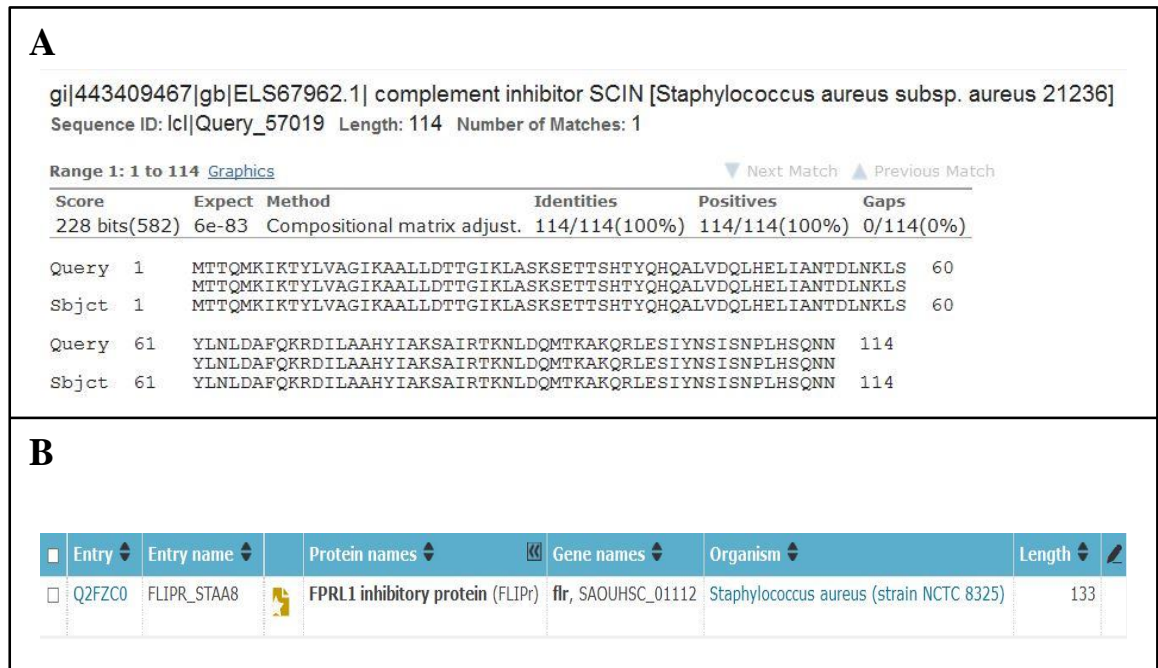 A
gi|443409467|gb|ELS67962.1| complement inhibitor SCIN [Staphylococcus aureus subsp. aureus 21236]
Sequence ID: lcl|Query_57019 Length: 114 Number of Matches: 1
Range 1: 1 to 114 Graphics ▼ Next Match ▲ Previous Match
Score Expect Method Identities Positives Gaps
228 bits(582) 6e-83 Compositional matrix adjust. 114/114(100%) 114/114(100%) 0/114(0%)
Query 1 MTTQMKIKTYLVAGIKAALLDTTGIKLASKSETTSHTYQHQALVDQLHELIANTDLNKLS 60
MTTQMKIKTYLVAGIKAALLDTTGIKLASKSETTSHTYQHQALVDQLHELIANTDLNKLS
Sbjct 1 MTTQMKIKTYLVAGIKAALLDTTGIKLASKSETTSHTYQHQALVDQLHELIANTDLNKLS 60
Query 61 YLNLDAFQKRDILAAHYIAKSAIRTKNLDQMTKAKQRLESIYNSISNPLHSQNN 114
YLNLDAFQKRDILAAHYIAKSAIRTKNLDQMTKAKQRLESIYNSISNPLHSQNN
Sbjct 61 YLNLDAFQKRDILAAHYIAKSAIRTKNLDQMTKAKQRLESIYNSISNPLHSQNN 114
B
Entry Entry name Protein names Gene names Organism Length
Q2FZC0 FLIPR_STAA8 FPRL1 inhibitory protein (FLIPr) flr, SAOUHSC_01112 Staphylococcus aureus (strain NCTC 8325) 133